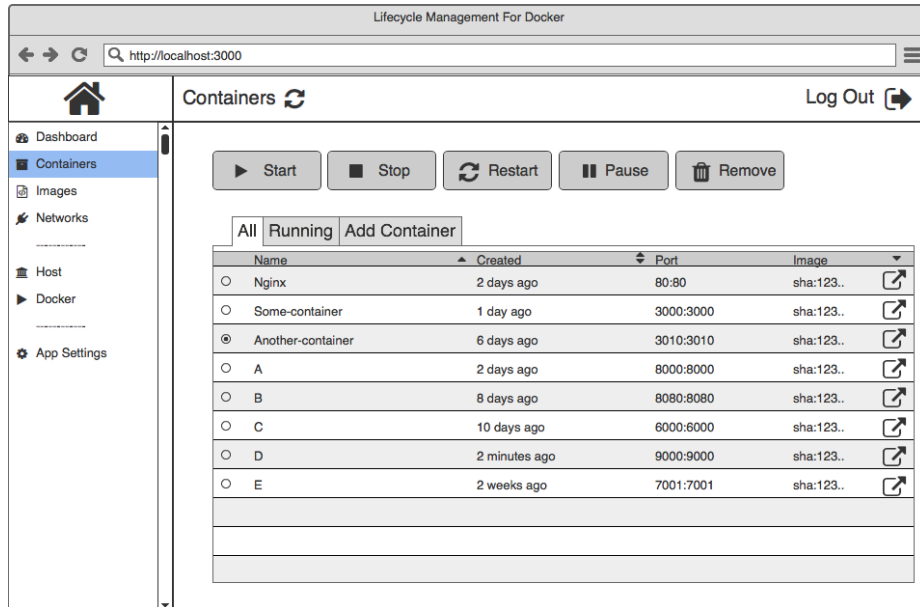 Lifecycle Management For Docker
http://localhost:3000
Containers
Log Out
Dashboard
Containers
Images
Networks
--------------
Host
Docker
--------------
App Settings
Start Stop Restart Pause Remove
All Running Add Container
Name Created Port Image
Nginx 2 days ago 80:80 sha:123..
Some-container 1 day ago 3000:3000 sha:123..
Another-container 6 days ago 3010:3010 sha:123..
A 2 days ago 8000:8000 sha:123..
B 8 days ago 8080:8080 sha:123..
C 10 days ago 6000:6000 sha:123..
D 2 minutes ago 9000:9000 sha:123..
E 2 weeks ago 7001:7001 sha:123..